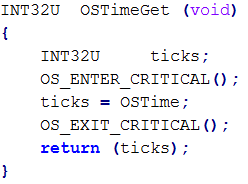 INT32U  OSTimeGet (void)
{
    INT32U    ticks;
    OS_ENTER_CRITICAL();
    ticks = OSTime;
    OS_EXIT_CRITICAL();
    return (ticks);
}